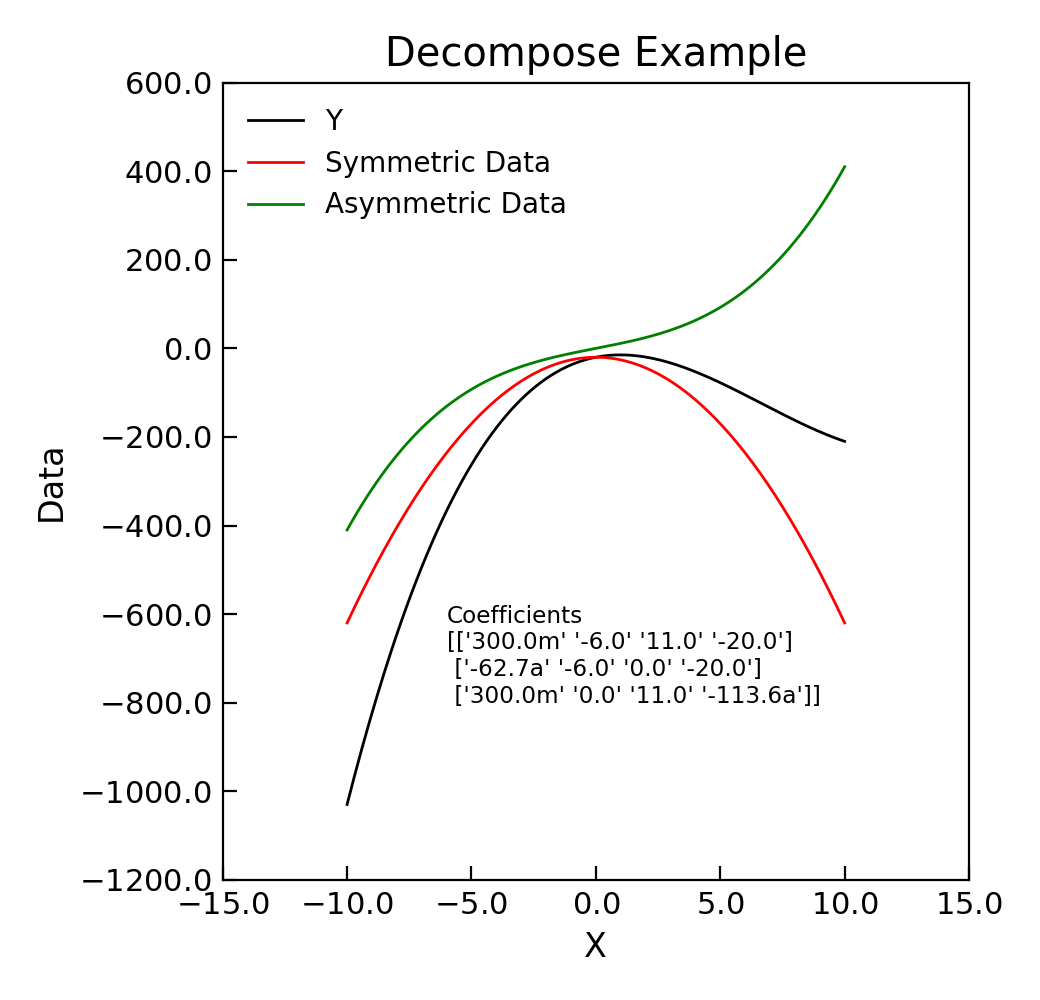 Decompose Example
600.0
400.0
200.0
0.0
−200.0
−400.0
−600.0
−800.0
−1000.0
−1200.0
Data
Y
Symmetric Data
Asymmetric Data
Coefficients
[['300.0m' '-6.0' '11.0' '-20.0']
['-62.7a' '-6.0' '0.0' '-20.0']
['300.0m' '0.0' '11.0' '-113.6a']]
−15.0 −10.0 −5.0 0.0 5.0 10.0 15.0
X